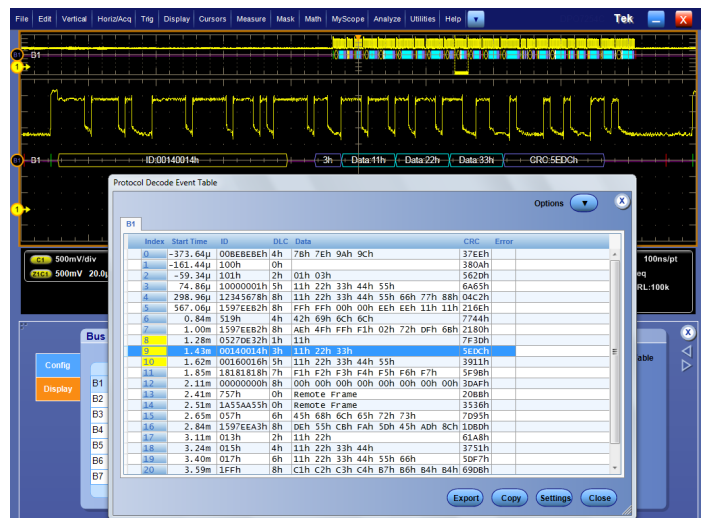 File Edit Vertical Horiz/Acq Trig Display Cursors Measure Mask Math MyScope Analyze Utilities Help Tek X
B1 B1
1
B1 B1 ID:00140014h 3h Data:11h Data:22h Data:33h CRC:5EDCh
Protocol Decode Event Table
Options X
1
B1
Index Start Time ID DLC Data CRC Error
0 -373.64µ 00BEBEBEh 4h 7Bh 7Eh 9Ah 9Ch 37EEh
1 -161.44µ 100h 0h 380Ah
2 -59.34µ 101h 2h 01h 03h 562Dh
3 74.86µ 10000001h 5h 11h 22h 33h 44h 55h 6A65h
4 298.96µ 12345678h 8h 11h 22h 33h 44h 55h 66h 77h 88h 04C2h
5 567.06µ 1597EEB2h 8h FFh FFh 00h 00h EEh EEh 11h 11h 216Eh
6 0.84m 519h 4h 42h 69h 6Ch 6Ch 7744h
7 1.00m 1597EEB2h 8h AEh 4Fh FFh F1h 02h 72h DFh 6Bh 2180h
8 1.28m 0527DE32h 1h 11h 7F3Dh
9 1.43m 00140014h 3h 11h 22h 33h 5EDCh
10 1.62m 00160016h 5h 11h 22h 33h 44h 55h 3911h
11 1.85m 18181818h 7h F1h F2h F3h F4h F5h F6h F7h 5F9Bh
12 2.11m 00000000h 8h 00h 00h 00h 00h 00h 00h 00h 00h 3DAFh
13 2.41m 757h 0h Remote Frame 20BBh
14 2.51m 1A55AA55h 0h Remote Frame 3536h
15 2.65m 057h 6h 45h 68h 6Ch 65h 72h 73h 7D95h
16 2.84m 1597EEA3h 8h DEh 55h CBh FAh 5Dh 45h ADh 8Ch 1DBDh
17 3.11m 013h 2h 11h 22h 61A8h
18 3.24m 015h 4h 11h 22h 33h 44h 3751h
19 3.40m 017h 6h 11h 22h 33h 44h 55h 66h 5DF7h
20 3.59m 1FFh 8h C1h C2h C3h C4h B7h B6h B4h B4h 69DBh
Export Copy Settings Close
C1 500mV/div
Z1C1 500mV 20.0µ
100ns/pt
eq
RL:100k
Bus
X
Config
able
Display
B1
B2
B3
B4
B5
B6
B7